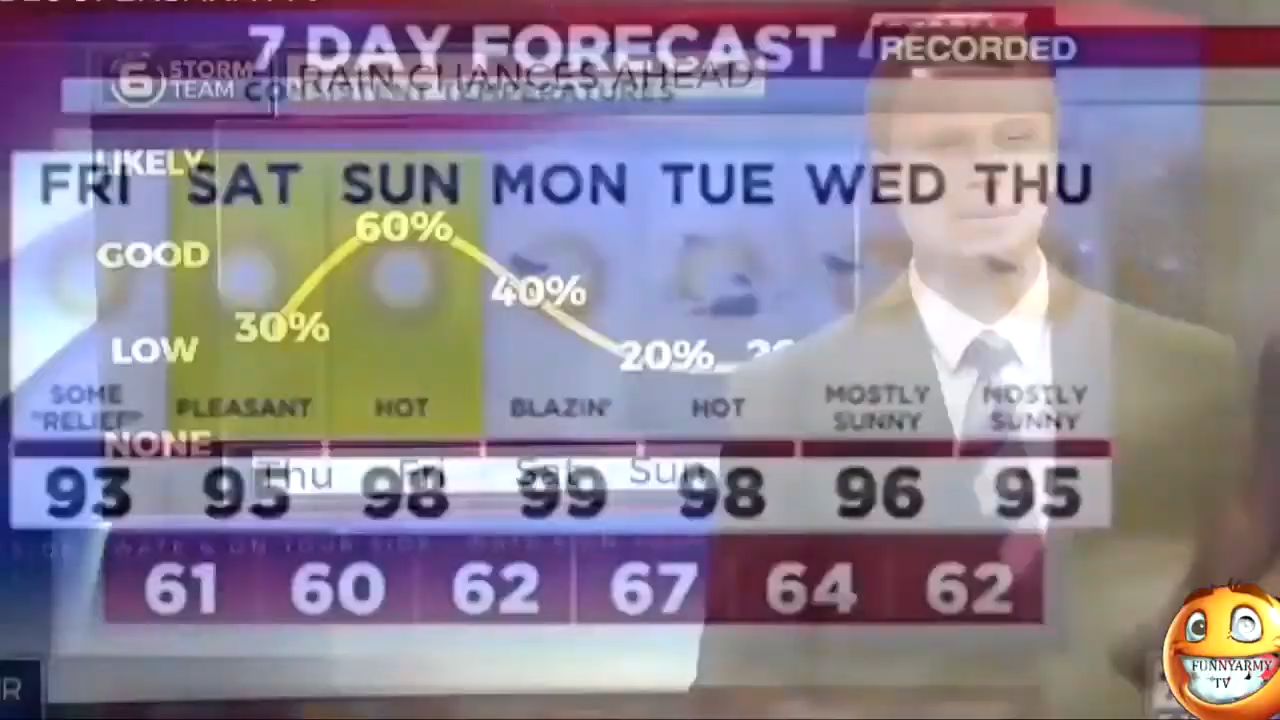 7 DAY FORECAST
RECORDED
6 STORM TEAM
RAIN CHANCES AHEAD
TEMPERATURES
LIKELY
FRI SAT SUN MON TUE WED THU
60%
GOOD
40%
30%
LOW
20%
SOME "RELIEF" PLEASANT HOT BLAZIN' HOT MOSTLY SUNNY MOSTLY SUNNY
NONE
Thu Fri Sat Sun
93 95 98 99 98 96 95
61 60 62 67 64 62
FUNNYARMY
TV